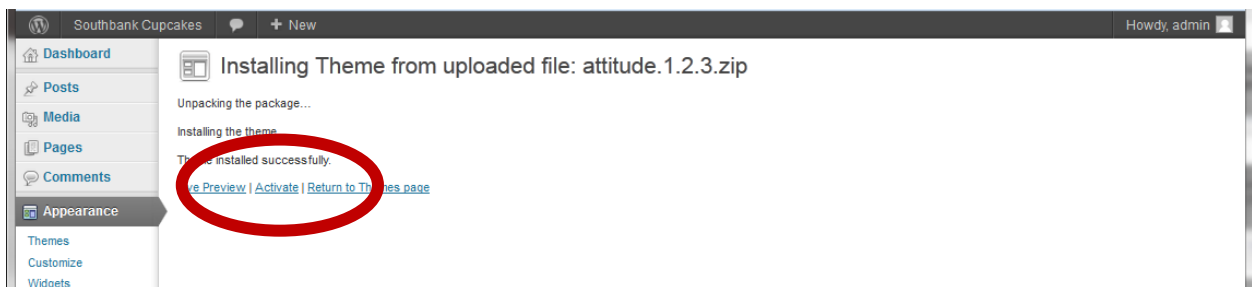 Southbank Cupcakes + New Howdy, admin
Dashboard
Installing Theme from uploaded file: attitude.1.2.3.zip
Posts
Unpacking the package…
Media
Installing the theme
Pages
installed successfully.
Comments
Preview | Activate | Return to Themes page
Appearance
Themes
Customize
Widgets